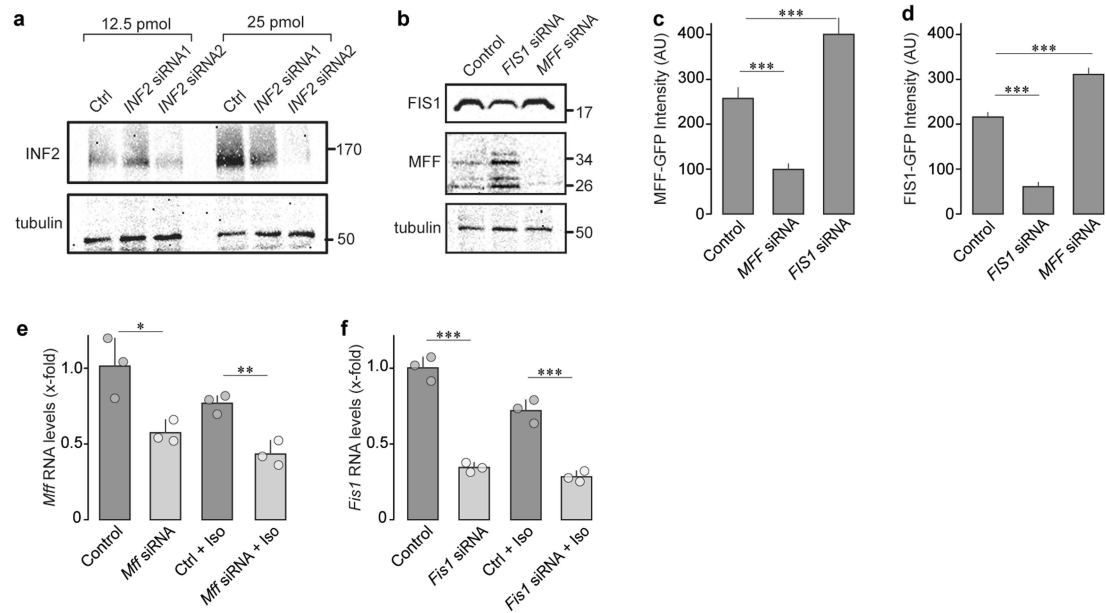 a
12.5 pmol
25 pmol
Ctrl
INF2 siRNA1
INF2 siRNA2
Ctrl
INF2 siRNA1
INF2 siRNA2
INF2
170
tubulin
50
b
Control
FIS1 siRNA
MFF siRNA
FIS1
17
MFF
34
26
tubulin
50
c
MFF-GFP Intensity (AU)
400
300
200
100
0
***
***
Control
MFF siRNA
FIS1 siRNA
d
FIS1-GFP Intensity (AU)
400
300
200
100
0
***
***
Control
FIS1 siRNA
MFF siRNA
e
Mff RNA levels (x-fold)
1.0
0.5
0
*
**
Control
Mff siRNA
Ctrl + Iso
Mff siRNA + Iso
f
Fis1 RNA levels (x-fold)
1.0
0.5
0
***
***
Control
Fis1 siRNA
Ctrl + Iso
Fis1 siRNA + Iso